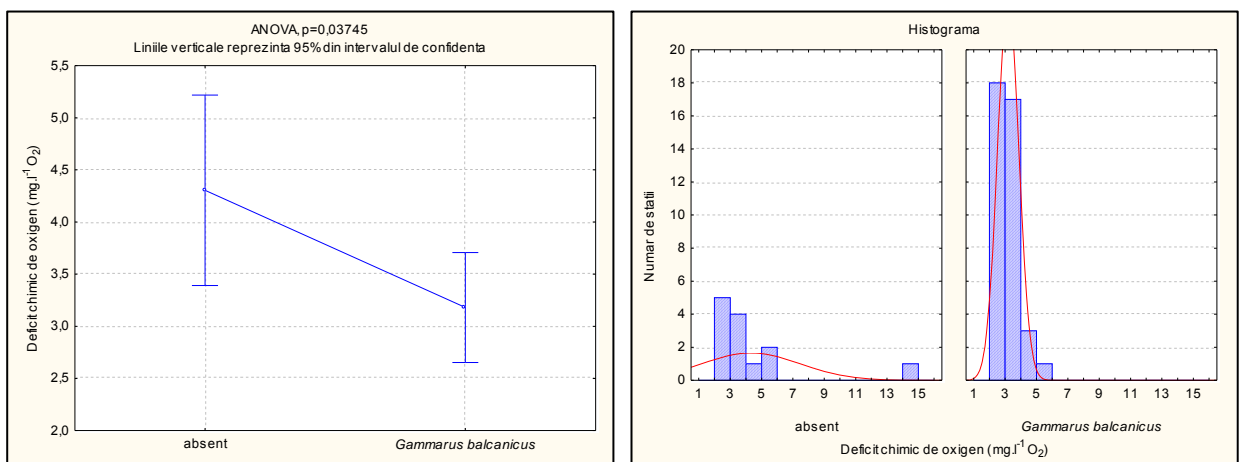 ANOVA, p=0,03745
Liniile verticale reprezinta 95% din intervalul de confidenta
5,5
5,0
4,5
4,0
3,5
3,0
2,5
2,0
Deficit chimic de oxigen (mg.l⁻¹ O₂)
absent
Gammarus balcanicus
Histograma
20
18
16
14
12
10
8
6
4
2
0
Numar de statii
1 3 5 7 9 11 13 15
1 3 5 7 9 11 13 15
absent
Gammarus balcanicus
Deficit chimic de oxigen (mg.l⁻¹ O₂)